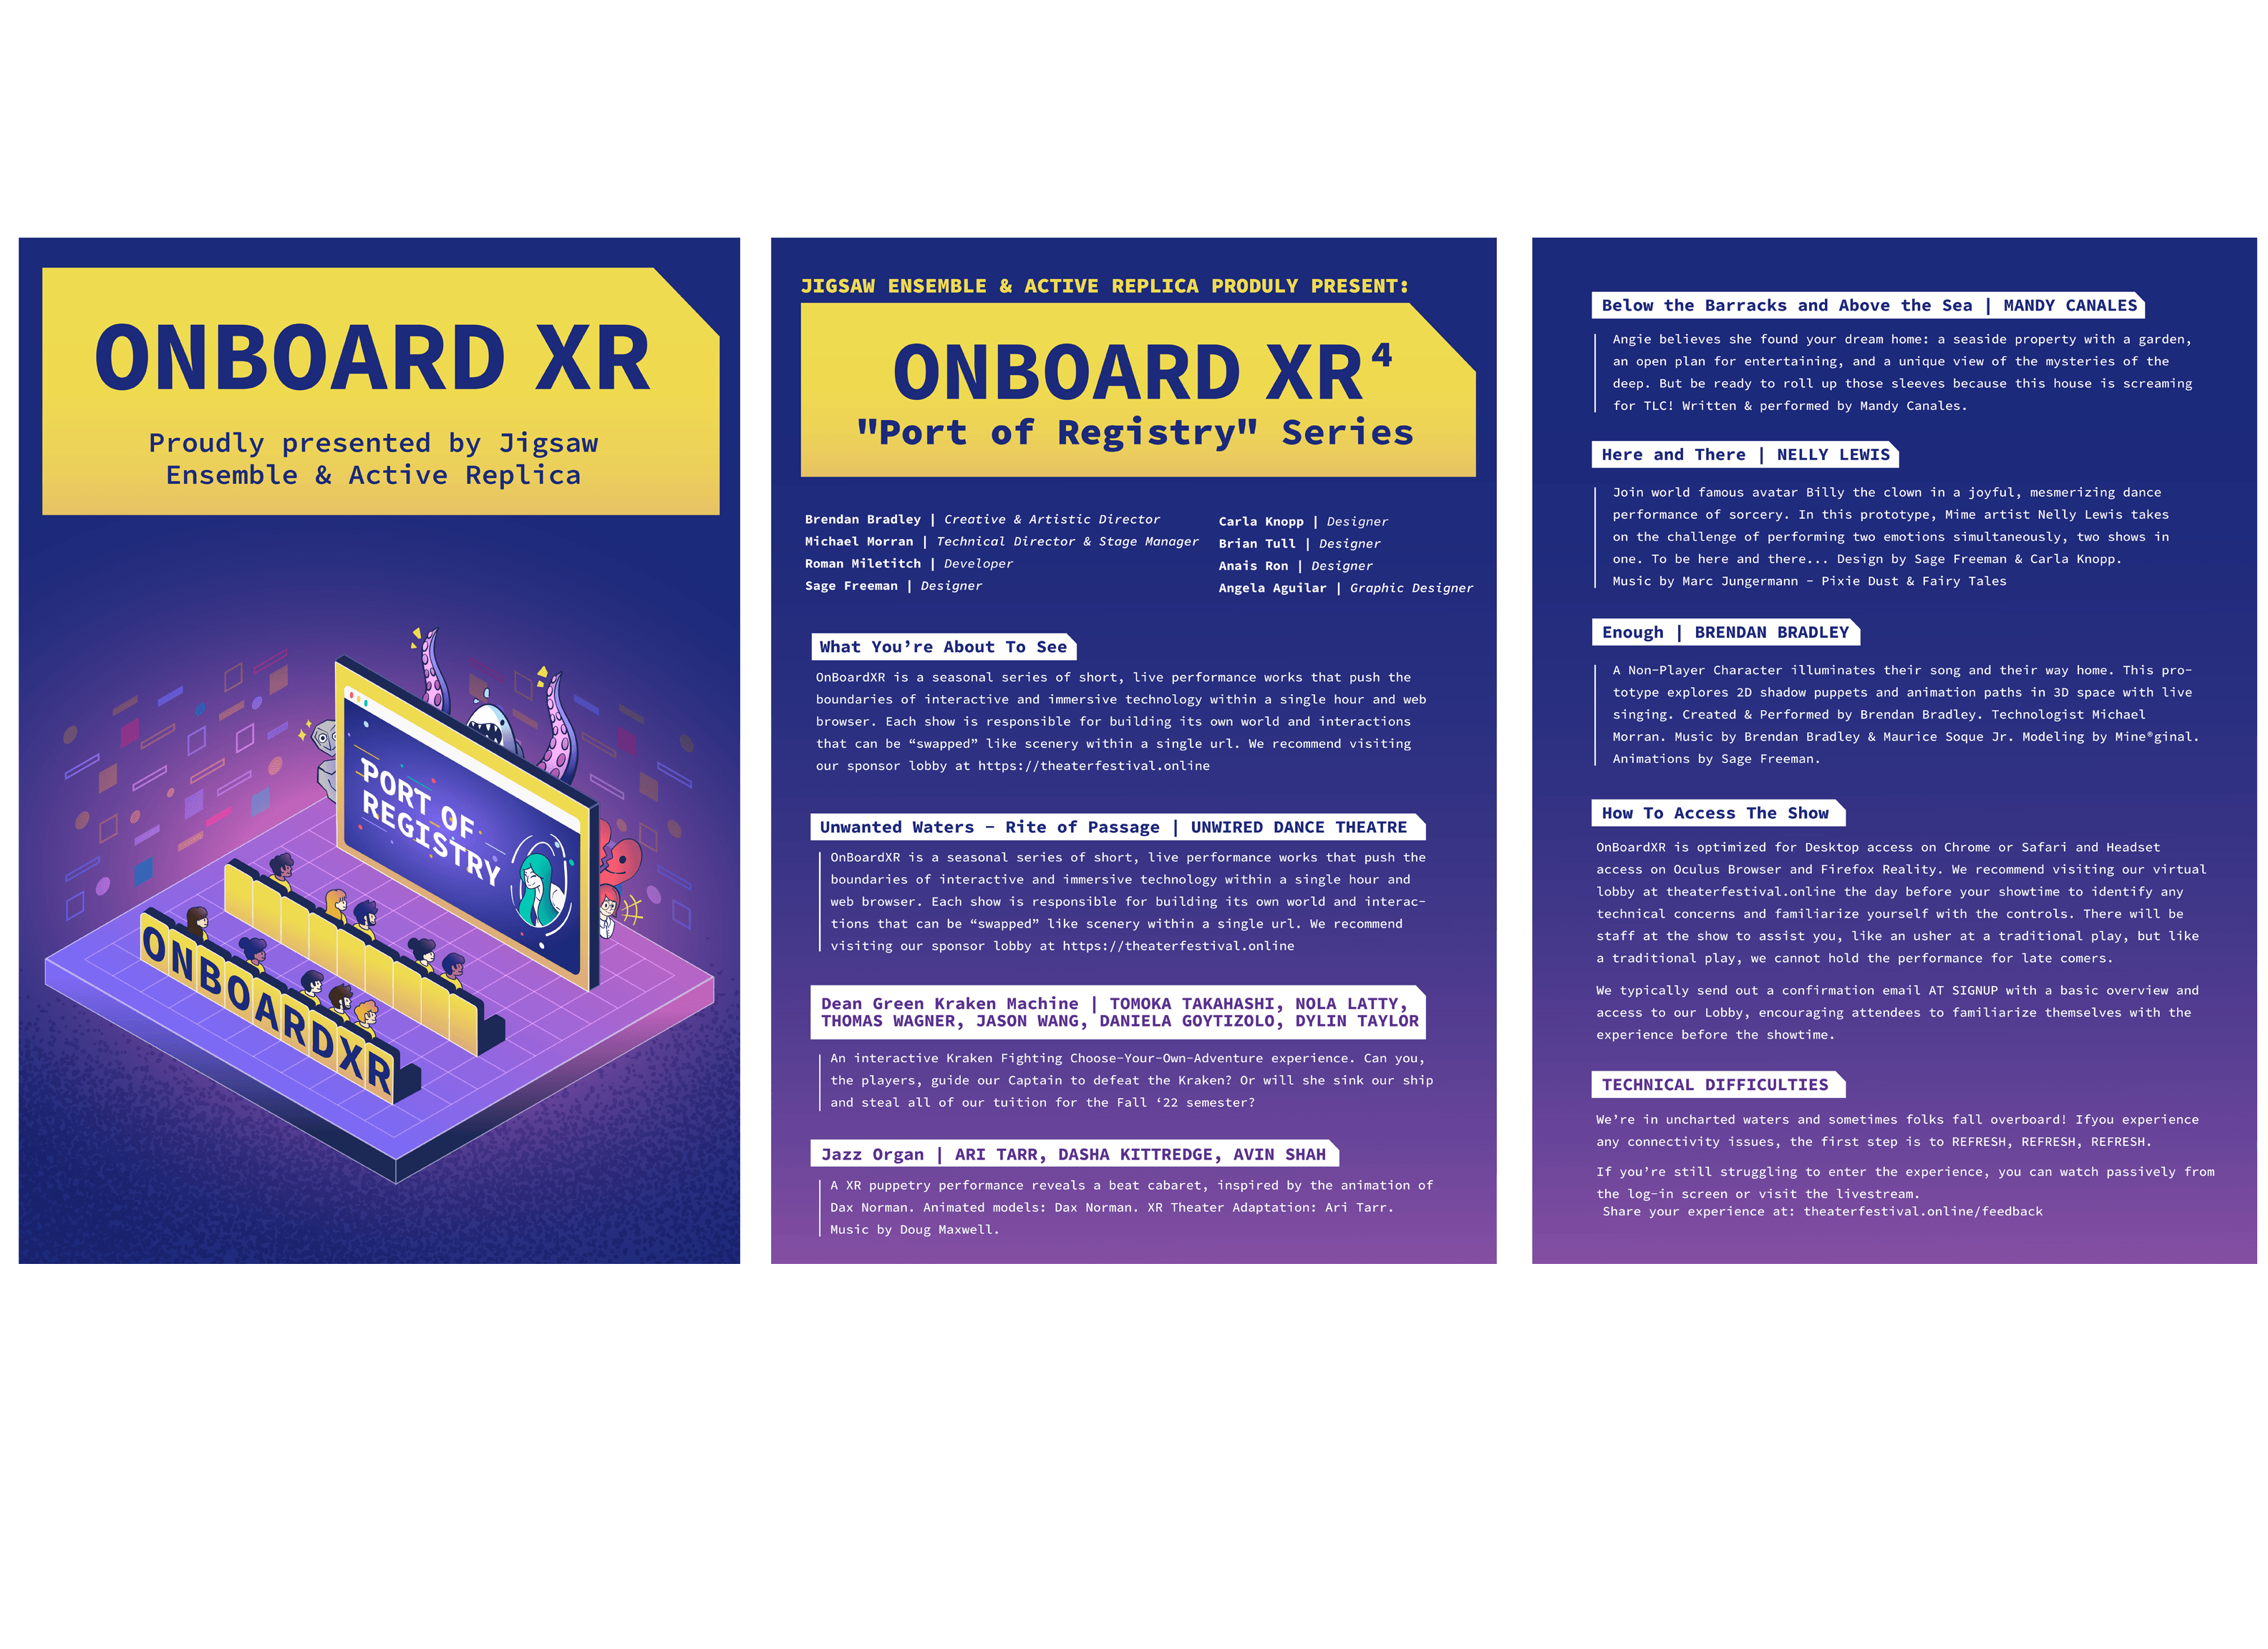 ONBOARD XR
Proudly presented by Jigsaw
Ensemble & Active Replica
PORT OF
REGISTRY
ONBOARDXR
JIGSAW ENSEMBLE & ACTIVE REPLICA PRODULY PRESENT:
ONBOARD XR⁴
"Port of Registry" Series
Brendan Bradley | Creative & Artistic Director
Michael Morran | Technical Director & Stage Manager
Roman Miletitch | Developer
Sage Freeman | Designer
Carla Knopp | Designer
Brian Tull | Designer
Anais Ron | Designer
Angela Aguilar | Graphic Designer
What You’re About To See
OnBoardXR is a seasonal series of short, live performance works that push the
boundaries of interactive and immersive technology within a single hour and web
browser. Each show is responsible for building its own world and interactions
that can be “swapped” like scenery within a single url. We recommend visiting
our sponsor lobby at https://theaterfestival.online
Unwanted Waters - Rite of Passage | UNWIRED DANCE THEATRE
OnBoardXR is a seasonal series of short, live performance works that push the
boundaries of interactive and immersive technology within a single hour and
web browser. Each show is responsible for building its own world and interac-
tions that can be “swapped” like scenery within a single url. We recommend
visiting our sponsor lobby at https://theaterfestival.online
Dean Green Kraken Machine | TOMOKA TAKAHASHI, NOLA LATTY,
THOMAS WAGNER, JASON WANG, DANIELA GOYTIZOLO, DYLIN TAYLOR
An interactive Kraken Fighting Choose-Your-Own-Adventure experience. Can you,
the players, guide our Captain to defeat the Kraken? Or will she sink our ship
and steal all of our tuition for the Fall ‘22 semester?
Jazz Organ | ARI TARR, DASHA KITTREDGE, AVIN SHAH
A XR puppetry performance reveals a beat cabaret, inspired by the animation of
Dax Norman. Animated models: Dax Norman. XR Theater Adaptation: Ari Tarr.
Music by Doug Maxwell.
Below the Barracks and Above the Sea | MANDY CANALES
Angie believes she found your dream home: a seaside property with a garden,
an open plan for entertaining, and a unique view of the mysteries of the
deep. But be ready to roll up those sleeves because this house is screaming
for TLC! Written & performed by Mandy Canales.
Here and There | NELLY LEWIS
Join world famous avatar Billy the clown in a joyful, mesmerizing dance
performance of sorcery. In this prototype, Mime artist Nelly Lewis takes
on the challenge of performing two emotions simultaneously, two shows in
one. To be here and there... Design by Sage Freeman & Carla Knopp.
Music by Marc Jungermann - Pixie Dust & Fairy Tales
Enough | BRENDAN BRADLEY
A Non-Player Character illuminates their song and their way home. This pro-
totype explores 2D shadow puppets and animation paths in 3D space with live
singing. Created & Performed by Brendan Bradley. Technologist Michael
Morran. Music by Brendan Bradley & Maurice Soque Jr. Modeling by Mine®ginal.
Animations by Sage Freeman.
How To Access The Show
OnBoardXR is optimized for Desktop access on Chrome or Safari and Headset
access on Oculus Browser and Firefox Reality. We recommend visiting our virtual
lobby at theaterfestival.online the day before your showtime to identify any
technical concerns and familiarize yourself with the controls. There will be
staff at the show to assist you, like an usher at a traditional play, but like
a traditional play, we cannot hold the performance for late comers.
We typically send out a confirmation email AT SIGNUP with a basic overview and
access to our Lobby, encouraging attendees to familiarize themselves with the
experience before the showtime.
TECHNICAL DIFFICULTIES
We’re in uncharted waters and sometimes folks fall overboard! Ifyou experience
any connectivity issues, the first step is to REFRESH, REFRESH, REFRESH.
If you’re still struggling to enter the experience, you can watch passively from
the log-in screen or visit the livestream.
Share your experience at: theaterfestival.online/feedback